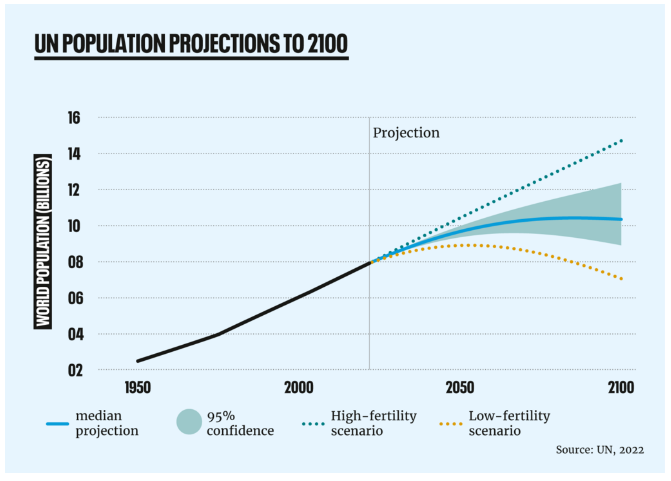 UN POPULATION PROJECTIONS TO 2100
WORLD POPULATION (BILLIONS)
16
Projection
14
12
10
08
06
04
02
1950 2000 2050 2100
median
projection
95%
confidence
High-fertility
scenario
Low-fertility
scenario
Source: UN, 2022